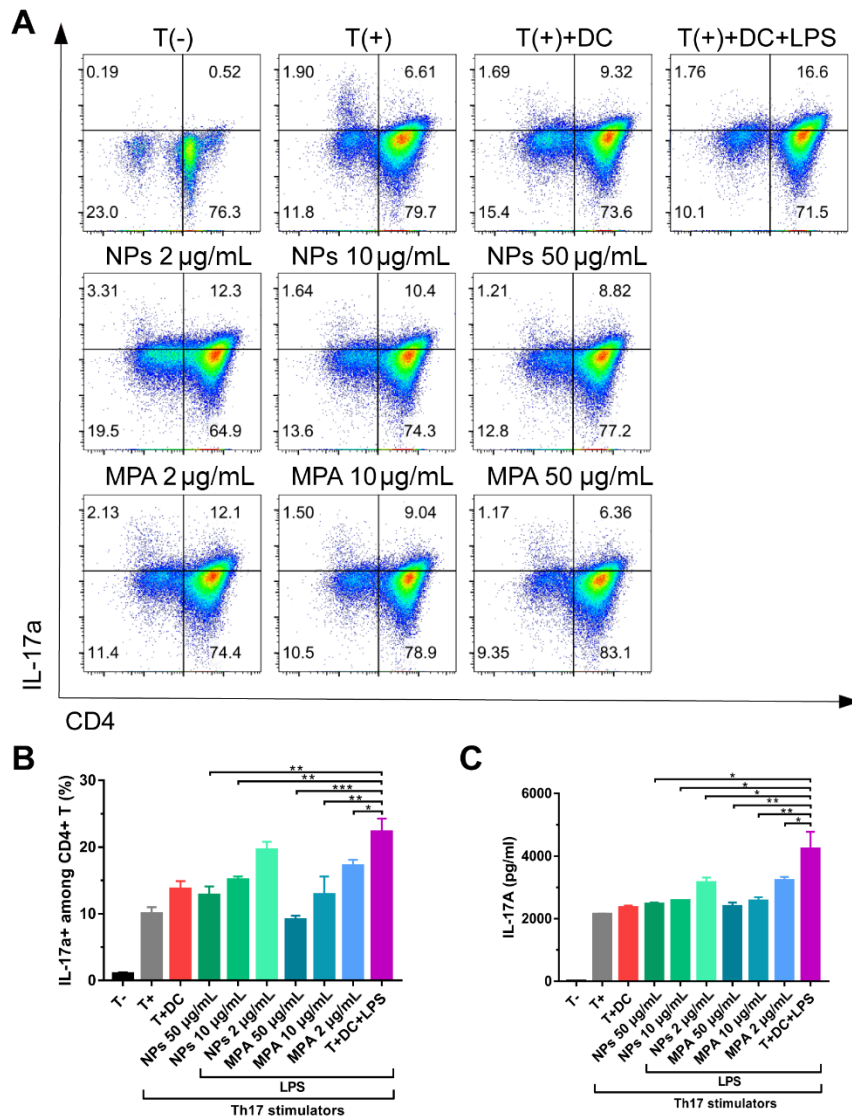 A
T(-) T(+) T(+)+DC T(+)+DC+LPS
0.19 0.52 1.90 6.61 1.69 9.32 1.76 16.6
23.0 76.3 11.8 79.7 15.4 73.6 10.1 71.5
NPs 2 µg/mL NPs 10 µg/mL NPs 50 µg/mL
3.31 12.3 1.64 10.4 1.21 8.82
19.5 64.9 13.6 74.3 12.8 77.2
MPA 2 µg/mL MPA 10 µg/mL MPA 50 µg/mL
2.13 12.1 1.50 9.04 1.17 6.36
11.4 74.4 10.5 78.9 9.35 83.1
IL-17a
CD4
B
IL-17a+ among CD4+ T (%)
30
20
10
0
**
**
***
**
*
T-
T+
T+DC
NPs 50 µg/mL
NPs 10 µg/mL
NPs 2 µg/mL
MPA 50 µg/mL
MPA 10 µg/mL
MPA 2 µg/mL
T+DC+LPS
LPS
Th17 stimulators
C
IL-17A (pg/ml)
6000
4000
2000
0
*
*
*
**
**
*
T-
T+
T+DC
NPs 50 µg/mL
NPs 10 µg/mL
NPs 2 µg/mL
MPA 50 µg/mL
MPA 10 µg/mL
MPA 2 µg/mL
T+DC+LPS
LPS
Th17 stimulators